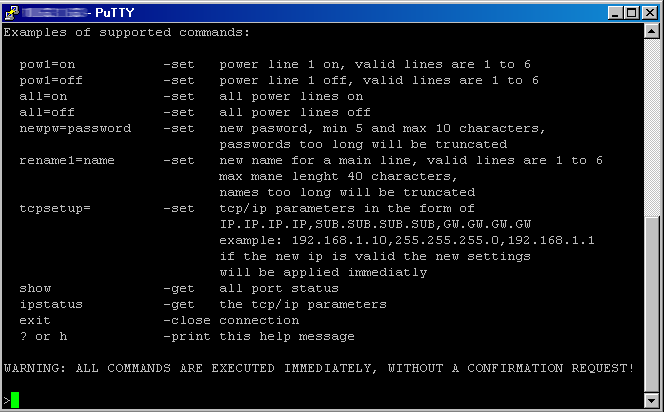 - PuTTY
Examples of supported commands:
pow1=on -set power line 1 on, valid lines are 1 to 6
pow1=off -set power line 1 off, valid lines are 1 to 6
all=on -set all power lines on
all=off -set all power lines off
newpw=password -set new pasword, min 5 and max 10 characters,
passwords too long will be truncated
rename1=name -set new name for a main line, valid lines are 1 to 6
max mane lenght 40 characters,
names too long will be truncated
tcpsetup= -set tcp/ip parameters in the form of
IP.IP.IP.IP,SUB.SUB.SUB.SUB,GW.GW.GW.GW
example: 192.168.1.10,255.255.255.0,192.168.1.1
if the new ip is valid the new settings
will be applied immediatly
show -get all port status
ipstatus -get the tcp/ip parameters
exit -close connection
? or h -print this help message
WARNING: ALL COMMANDS ARE EXECUTED IMMEDIATELY, WITHOUT A CONFIRMATION REQUEST!
>